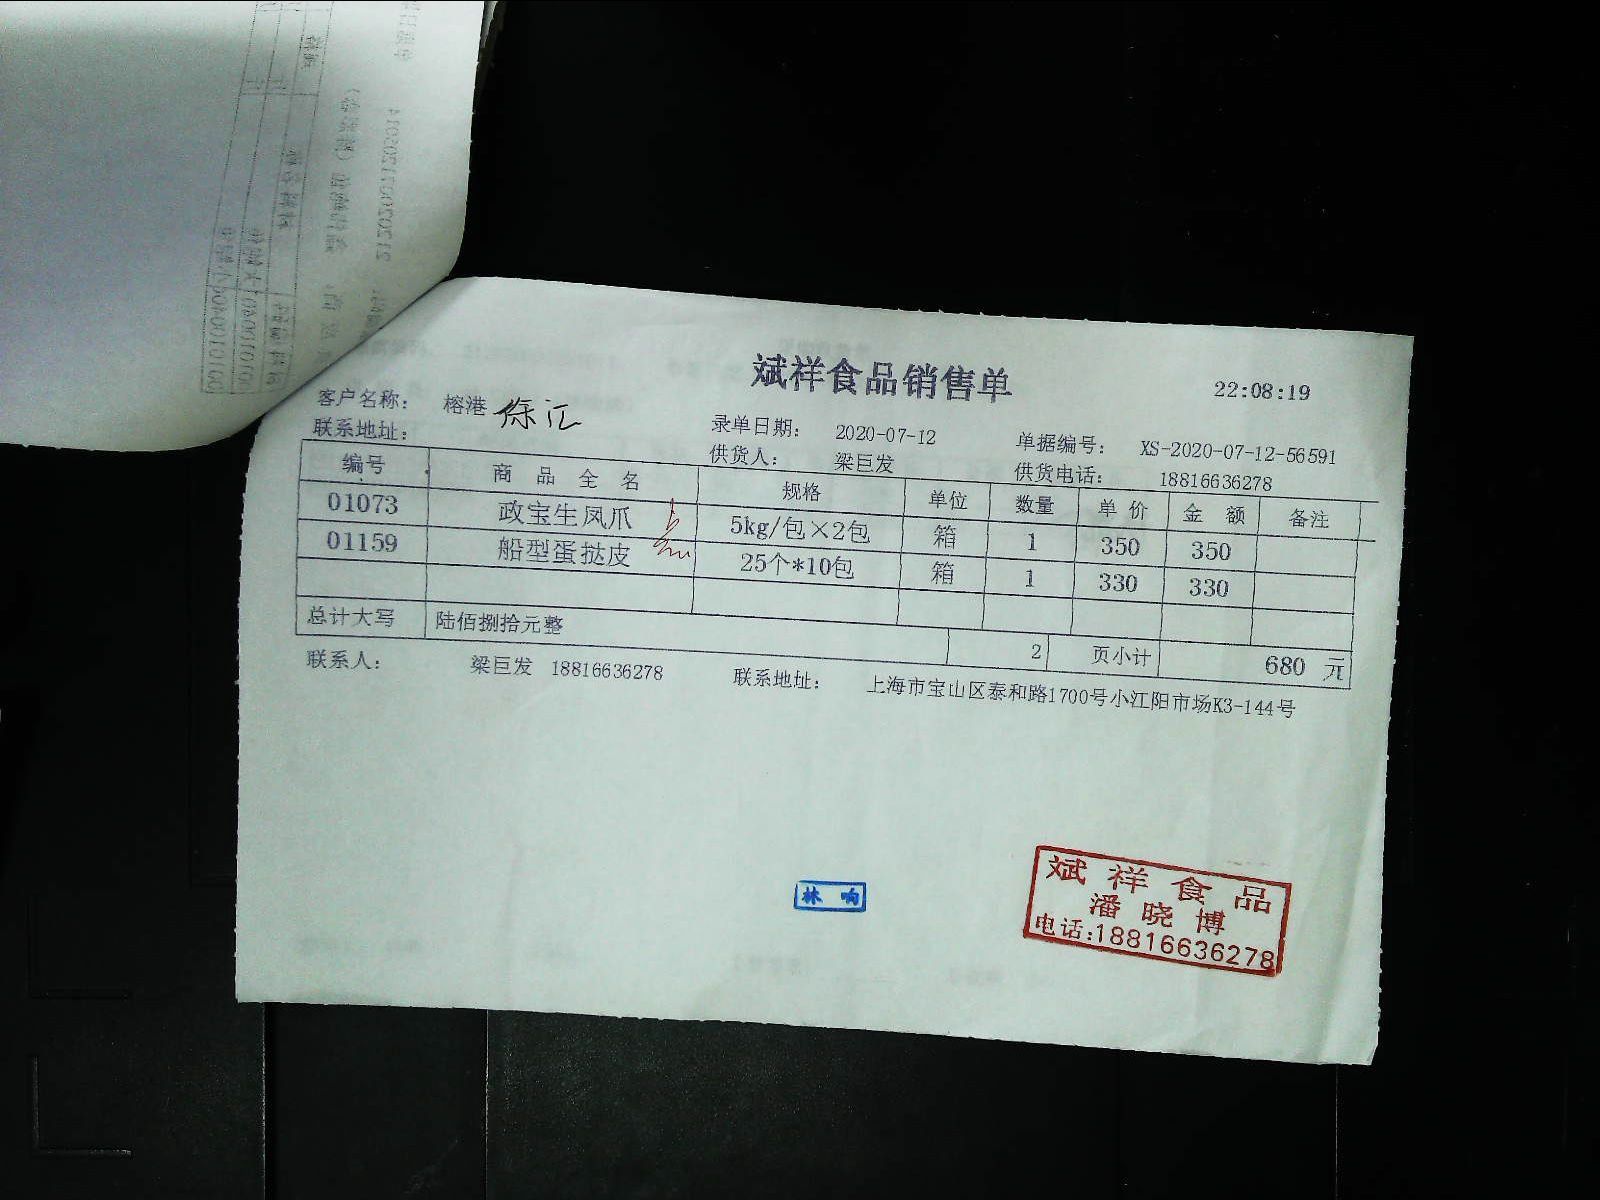 斌祥食品销售单
22:08:19
客户名称： 榕港 徐汇
录单日期： 2020-07-12 单据编号： XS-2020-07-12-56591
联系地址： 供货人： 梁巨发 供货电话： 18816636278
编号 商品全名 规格 单位 数量 单价 金额 备注
01073 政宝生凤爪 5kg/包×2包 箱 1 350 350
01159 船型蛋挞皮 25个*10包 箱 1 330 330
总计大写 陆佰捌拾元整 2 页小计 680 元
联系人： 梁巨发 18816636278 联系地址： 上海市宝山区泰和路1700号小江阳市场K3-144号
林响
斌祥食品
潘晓博
电话:18816636278